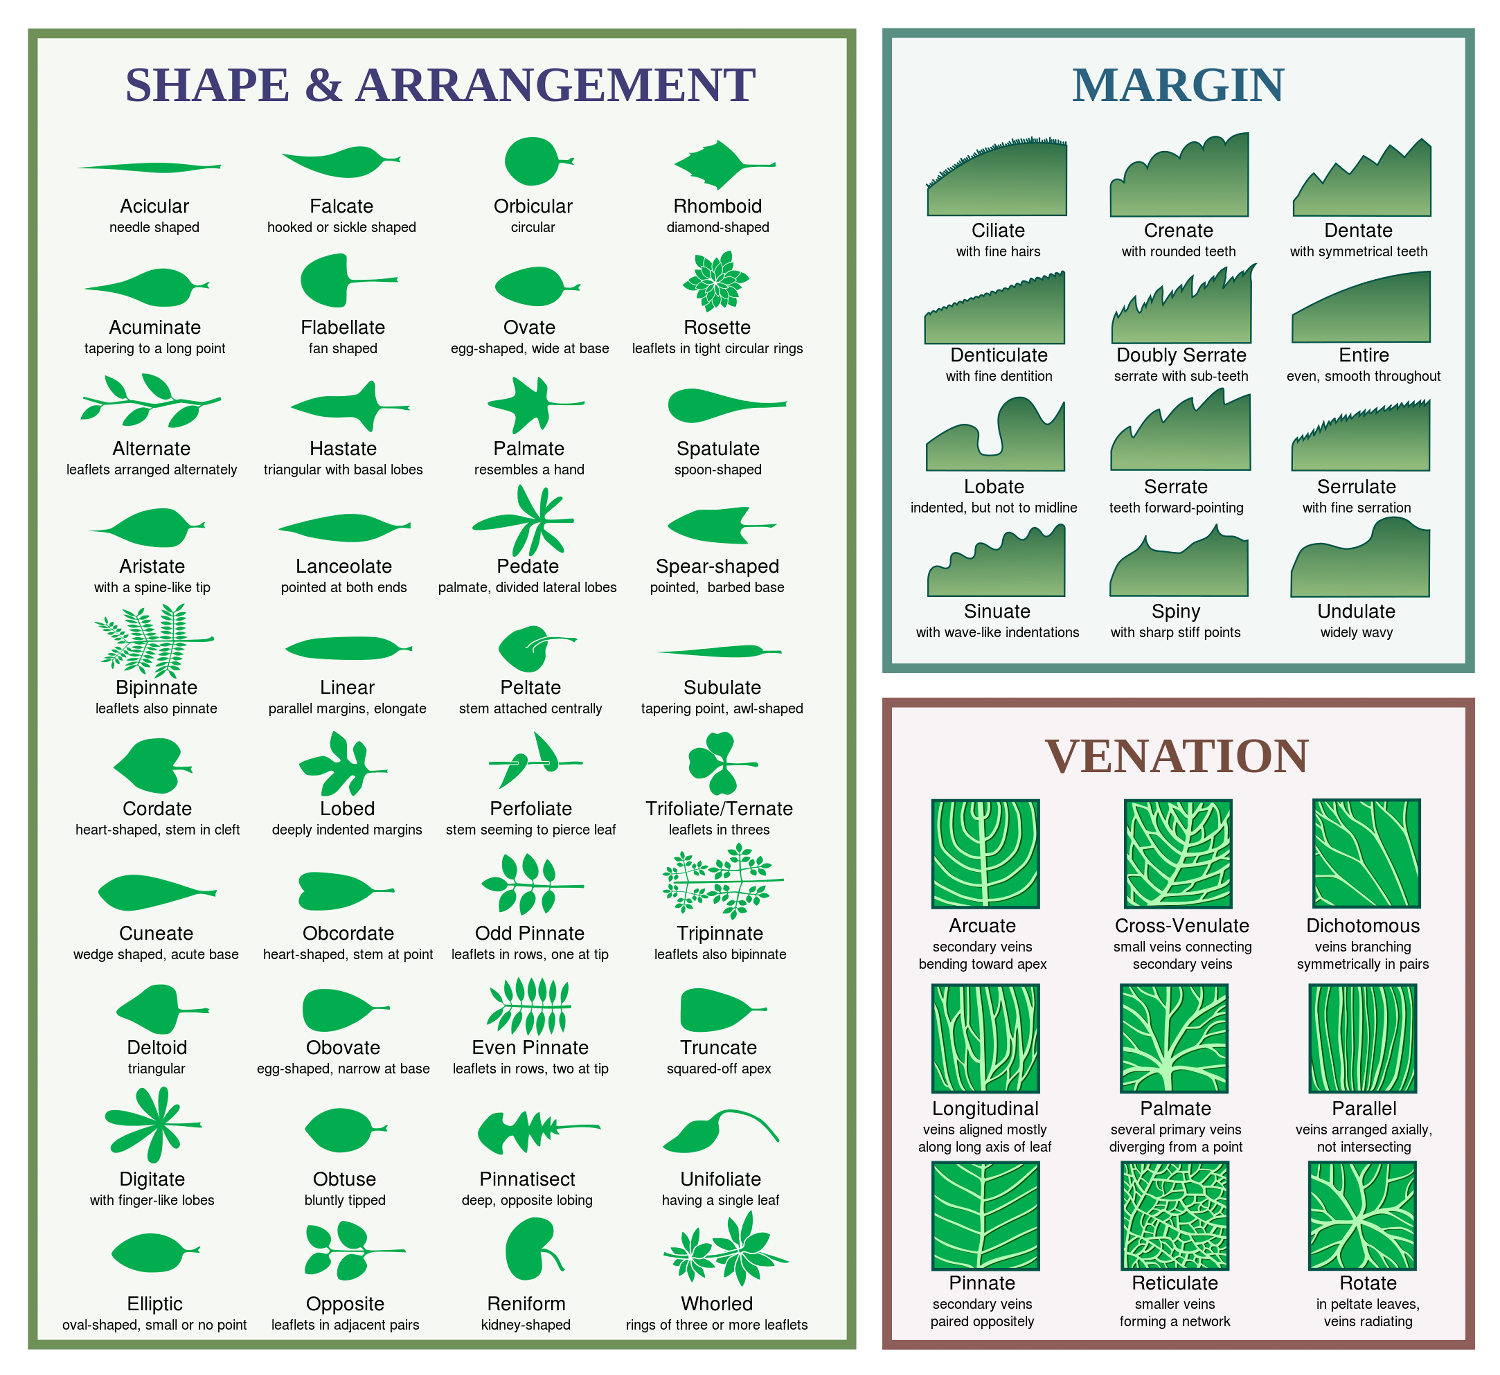 SHAPE & ARRANGEMENT
Acicular
needle shaped
Falcate
hooked or sickle shaped
Orbicular
circular
Rhomboid
diamond-shaped
Acuminate
tapering to a long point
Flabellate
fan shaped
Ovate
egg-shaped, wide at base
Rosette
leaflets in tight circular rings
Alternate
leaflets arranged alternately
Hastate
triangular with basal lobes
Palmate
resembles a hand
Spatulate
spoon-shaped
Aristate
with a spine-like tip
Lanceolate
pointed at both ends
Pedate
palmate, divided lateral lobes
Spear-shaped
pointed,  barbed base
Bipinnate
leaflets also pinnate
Linear
parallel margins, elongate
Peltate
stem attached centrally
Subulate
tapering point, awl-shaped
Cordate
heart-shaped, stem in cleft
Lobed
deeply indented margins
Perfoliate
stem seeming to pierce leaf
Trifoliate/Ternate
leaflets in threes
Cuneate
wedge shaped, acute base
Obcordate
heart-shaped, stem at point
Odd Pinnate
leaflets in rows, one at tip
Tripinnate
leaflets also bipinnate
Deltoid
triangular
Obovate
egg-shaped, narrow at base
Even Pinnate
leaflets in rows, two at tip
Truncate
squared-off apex
Digitate
with finger-like lobes
Obtuse
bluntly tipped
Pinnatisect
deep, opposite lobing
Unifoliate
having a single leaf
Elliptic
oval-shaped, small or no point
Opposite
leaflets in adjacent pairs
Reniform
kidney-shaped
Whorled
rings of three or more leaflets
MARGIN
Ciliate
with fine hairs
Crenate
with rounded teeth
Dentate
with symmetrical teeth
Denticulate
with fine dentition
Doubly Serrate
serrate with sub-teeth
Entire
even, smooth throughout
Lobate
indented, but not to midline
Serrate
teeth forward-pointing
Serrulate
with fine serration
Sinuate
with wave-like indentations
Spiny
with sharp stiff points
Undulate
widely wavy
VENATION
Arcuate
secondary veins
bending toward apex
Cross-Venulate
small veins connecting
secondary veins
Dichotomous
veins branching
symmetrically in pairs
Longitudinal
veins aligned mostly
along long axis of leaf
Palmate
several primary veins
diverging from a point
Parallel
veins arranged axially,
not intersecting
Pinnate
secondary veins
paired oppositely
Reticulate
smaller veins
forming a network
Rotate
in peltate leaves,
veins radiating